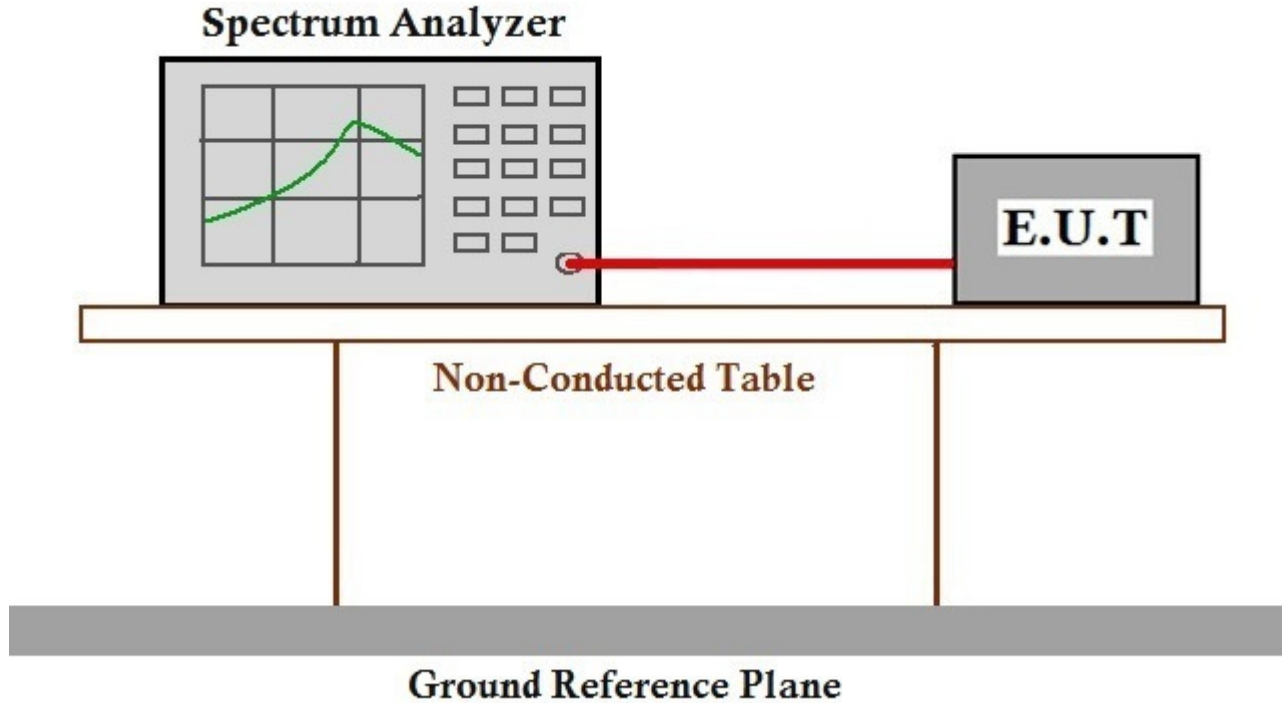 Spectrum Analyzer
E.U.T
Non-Conducted Table
Ground Reference Plane